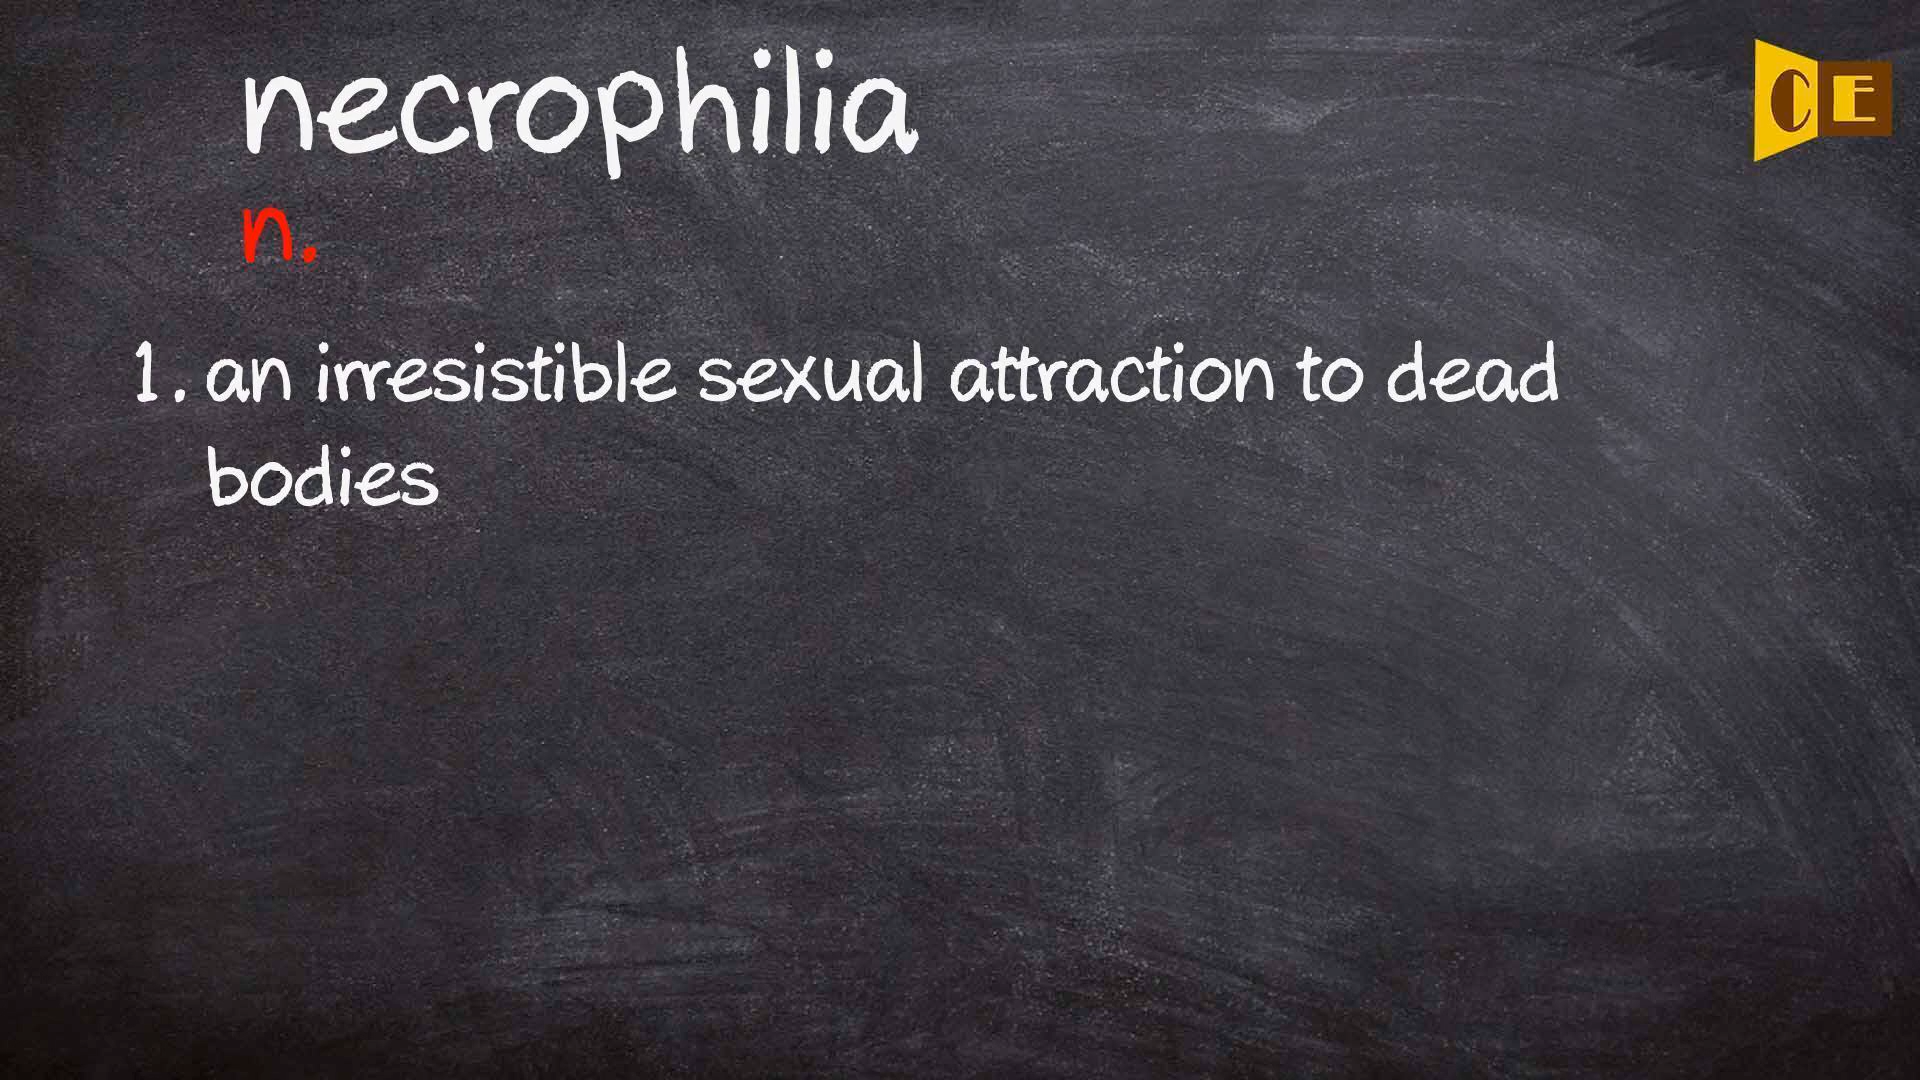 necrophilia
CE
n.
1. an irresistible sexual attraction to dead
bodies